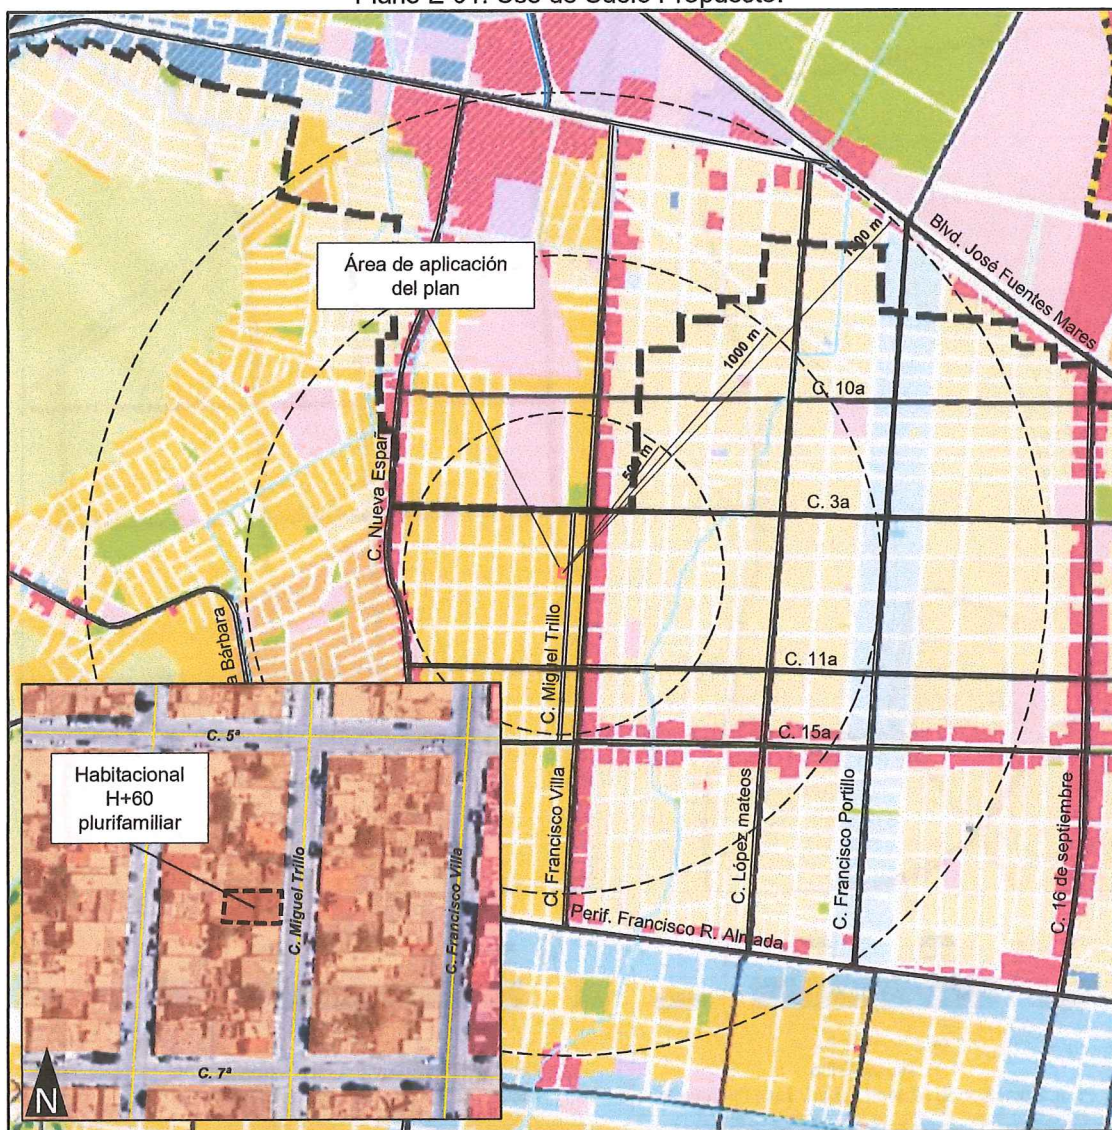 Plano E-01. Uso de Suelo Propuesto.
Blvd. José Fuentes Mares
Área de aplicación
del plan
1500 m
1000 m
500 m
C. 10a
C. Nueva Españ
C. 3a
a Bárbara
C. Miguel Trillo
C. 11a
C. 15a
C. Francisco Villa
C. López mateos
C. Francisco Portillo
C. 16 de septiembre
Perif. Francisco R. Almada
C. 5ª
Habitacional
H+60
plurifamiliar
C. Miguel Trillo
C. Francisco Villa
C. 7ª
N